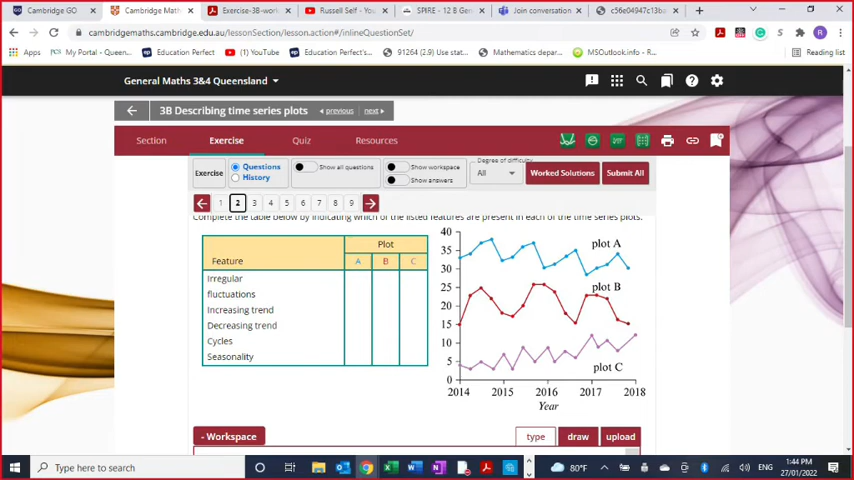 Cambridge GO
Cambridge Math
Exercise-3B-work
Russell Self - You
SPIRE - 12 B Gen
Join conversation
c56e04947c13ba
cambridgemaths.cambridge.edu.au/lessonSection/lesson.action#/inlineQuestionSet/
Apps
My Portal - Queen...
Education Perfect
(1) YouTube
Education Perfect's...
91264 (2.9) Use stat...
Mathematics depar...
MSOutlook.info - R...
Reading list
General Maths 3&4 Queensland
3B Describing time series plots
previous
next
Section
Exercise
Quiz
Resources
Exercise
Questions
History
Show all questions
Show workspace
Show answers
Degree of difficulty
All
Worked Solutions
Submit All
1 2 3 4 5 6 7 8 9
Complete the table below by indicating which of the listed features are present in each of the time series plots.
Plot
Feature
A B C
Irregular
fluctuations
Increasing trend
Decreasing trend
Cycles
Seasonality
40
35
30
25
20
15
10
5
0
plot A
plot B
plot C
2014 2015 2016 2017 2018
Year
- Workspace
type
draw
upload
Type here to search
80°F
ENG
1:44 PM
27/01/2022